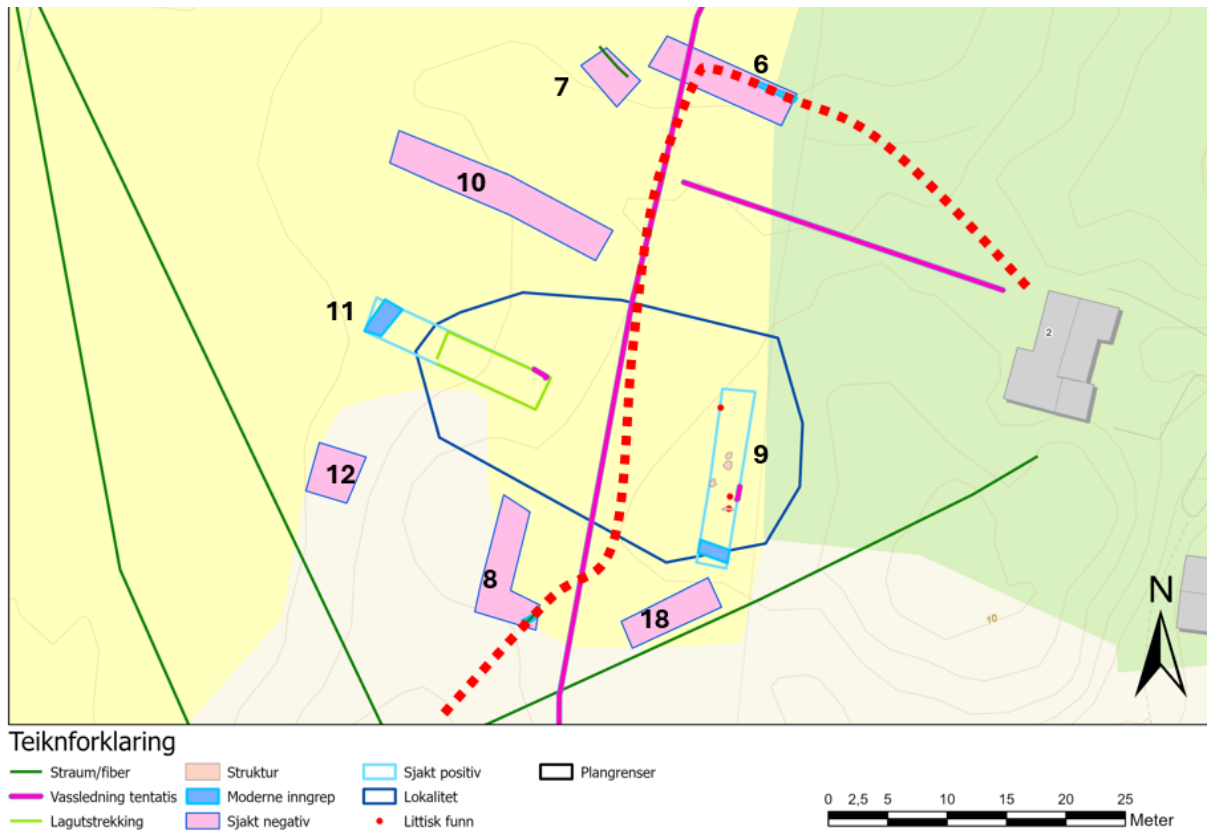 6
7
10
2
11
9
12
8
18
N
10
Teiknforklaring
Straum/fiber
Struktur
Sjakt positiv
Plangrenser
Vassledning tentatis
Moderne inngrep
Lokalitet
Lagutstrekking
Sjakt negativ
Littisk funn
0 2,5 5 10 15 20 25
Meter